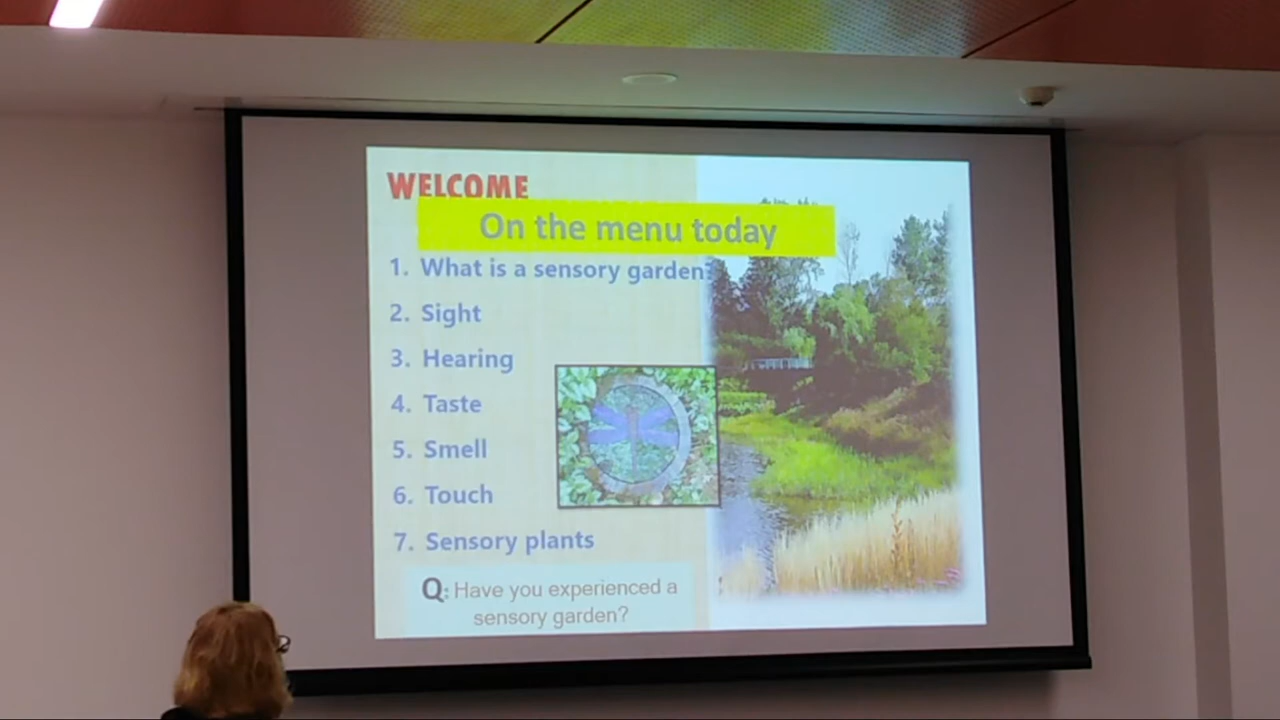 WELCOME
On the menu today
1. What is a sensory garden?
2. Sight
3. Hearing
4. Taste
5. Smell
6. Touch
7. Sensory plants
Q: Have you experienced a
sensory garden?